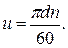 u = πdn/60.